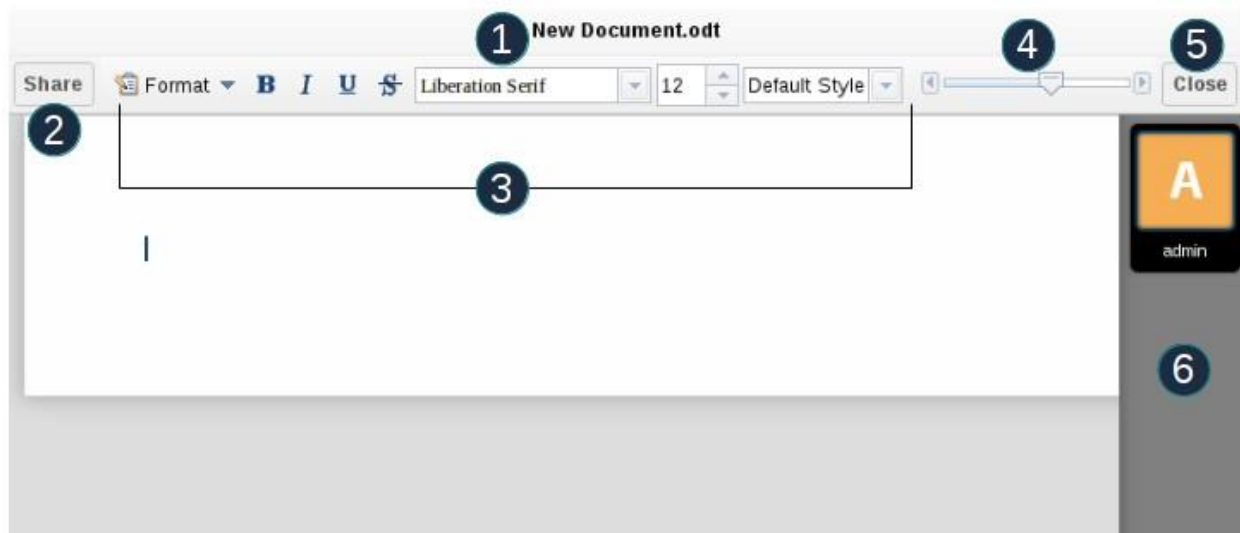 1 New Document.odt 4 5
Share Format B I U S Liberation Serif 12 Default Style Close
2
3
A
admin
6